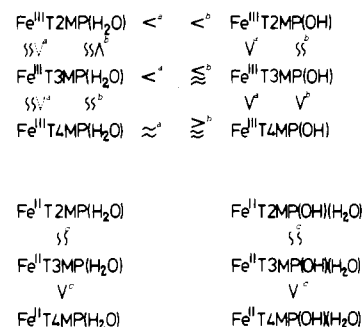 Fe^III T2MP(H₂O) <^a <^b Fe^III T2MP(OH)
≈∨^a ≈∧^b ∨^a ≈^b
Fe^III T3MP(H₂O) <^a ≲^b Fe^III T3MP(OH)
≈∨^a ≈^b ∨^a ∨^b
Fe^III T4MP(H₂O) ≈^a ≳^b Fe^III T4MP(OH)
Fe^II T2MP(H₂O) Fe^II T2MP(OH)(H₂O)
≈^c ≈^c
Fe^II T3MP(H₂O) Fe^II T3MP(OH)(H₂O)
∨^c ∨^c
Fe^II T4MP(H₂O) Fe^II T4MP(OH)(H₂O)